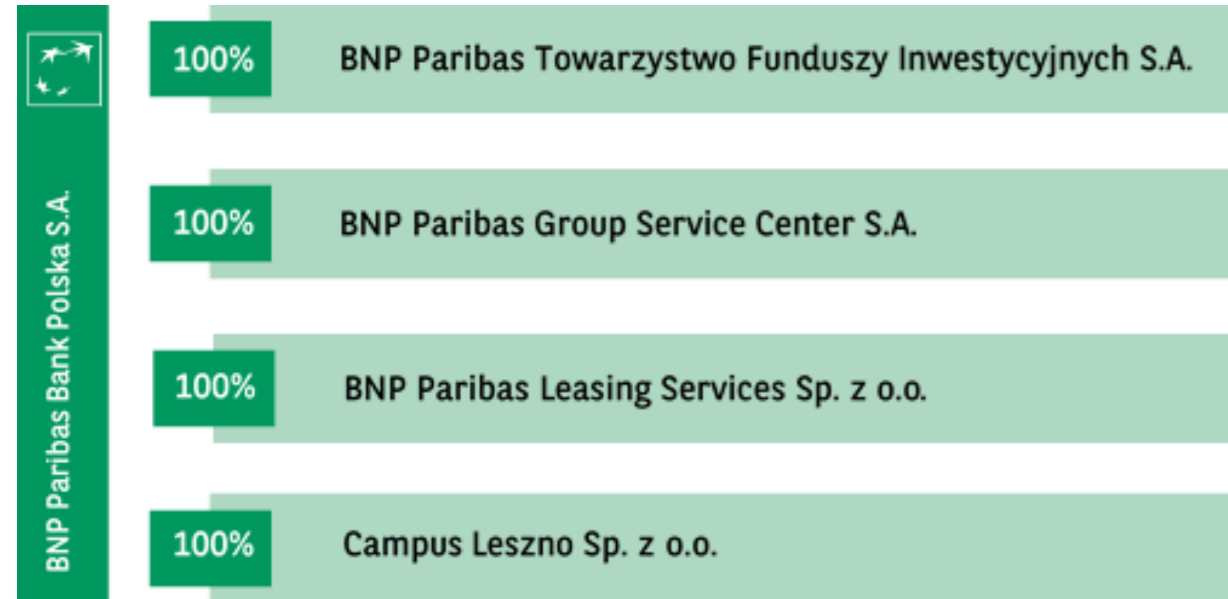 BNP Paribas Bank Polska S.A.
100%
BNP Paribas Towarzystwo Funduszy Inwestycyjnych S.A.
100%
BNP Paribas Group Service Center S.A.
100%
BNP Paribas Leasing Services Sp. z o.o.
100%
Campus Leszno Sp. z o.o.